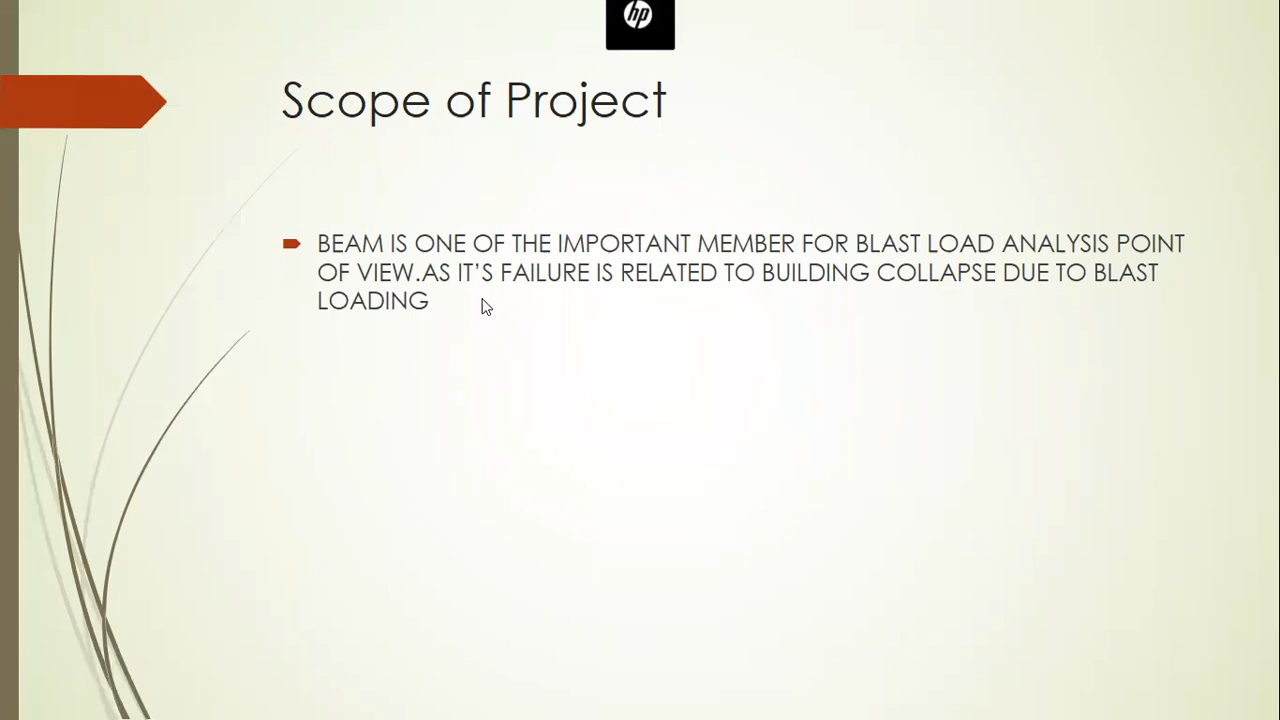 hp
Scope of Project
BEAM IS ONE OF THE IMPORTANT MEMBER FOR BLAST LOAD ANALYSIS POINT
OF VIEW.AS IT’S FAILURE IS RELATED TO BUILDING COLLAPSE DUE TO BLAST
LOADING